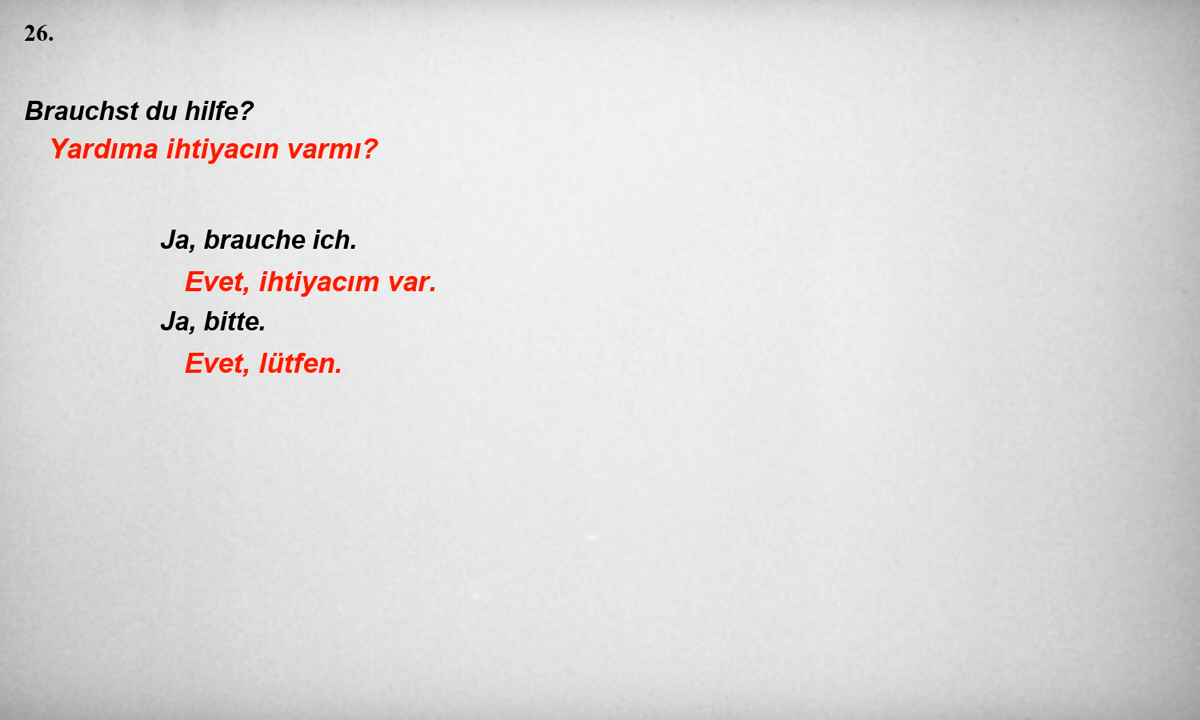 26.
Brauchst du hilfe?
Yardıma ihtiyacın varmı?
Ja, brauche ich.
Evet, ihtiyacım var.
Ja, bitte.
Evet, lütfen.